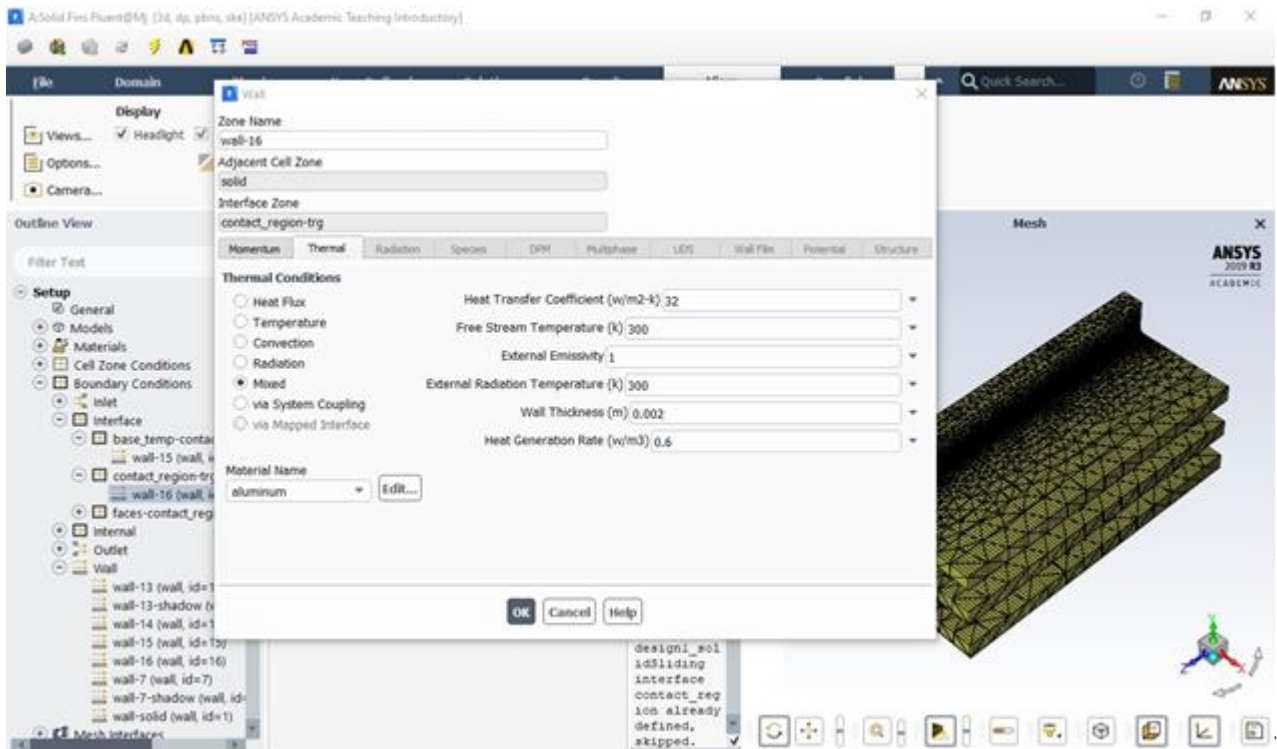 A:Solid Fins Fluent@Mj [3d, dp, pbns, ske] [ANSYS Academic Teaching Introductory]
File Domain
Quick Search...
ANSYS
Display
Views... Headlight
Options...
Camera...
Outline View
Filter Text
Setup
General
Models
Materials
Cell Zone Conditions
Boundary Conditions
Inlet
Interface
base_temp-conta
wall-15 (wall, i
contact_region-trg
wall-16 (wall, i
faces-contact_reg
Internal
Outlet
Wall
wall-13 (wall, id=1
wall-13-shadow (w
wall-14 (wall, id=1
wall-15 (wall, id=15)
wall-16 (wall, id=16)
wall-7 (wall, id=7)
wall-7-shadow (wall, id=
wall-solid (wall, id=1)
Mesh Interfaces
Wall
Zone Name
wall-16
Adjacent Cell Zone
solid
Interface Zone
contact_region-trg
Momentum Thermal Radiation Species DPM Multiphase UDS Wall Film Potential Structure
Thermal Conditions
Heat Flux
Temperature
Convection
Radiation
Mixed
via System Coupling
via Mapped Interface
Heat Transfer Coefficient (w/m2-k) 32
Free Stream Temperature (k) 300
External Emissivity 1
External Radiation Temperature (k) 300
Wall Thickness (m) 0.002
Heat Generation Rate (w/m3) 0.6
Material Name
aluminum Edit...
OK Cancel Help
design1_sol
idSliding
interface
contact_reg
ion already
defined,
skipped.
Mesh
ANSYS
2019 R3
ACADEMIC
Y
Z
X